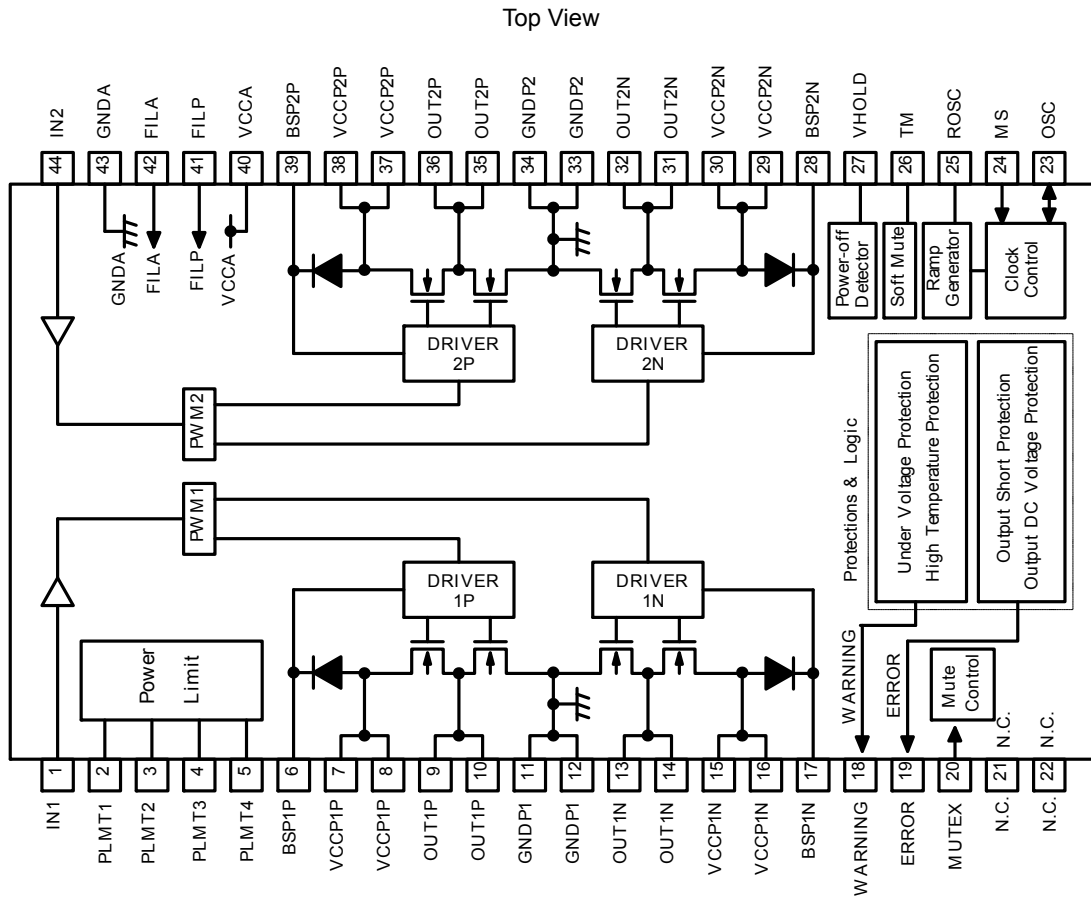 Top View
IN2
GNDA
FILA
FILP
VCCA
BSP2P
VCCP2P
VCCP2P
OUT2P
OUT2P
GNDP2
GNDP2
OUT2N
OUT2N
VCCP2N
VCCP2N
BSP2N
VHOLD
TM
ROSC
MS
OSC
44
43
42
41
40
39
38
37
36
35
34
33
32
31
30
29
28
27
26
25
24
23
GNDA
FILA
FILP
VCCA
Power-off
Detector
Soft Mute
Ramp
Generator
Clock
Control
DRIVER
2P
DRIVER
2N
PWM2
PWM1
Protections & Logic
Under Voltage Protection
High Temperature Protection
Output Short Protection
Output DC Voltage Protection
DRIVER
1P
DRIVER
1N
Power
Limit
WARNING
ERROR
Mute
Control
N.C.
N.C.
1
2
3
4
5
6
7
8
9
10
11
12
13
14
15
16
17
18
19
20
21
22
IN1
PLMT1
PLMT2
PLMT3
PLMT4
BSP1P
VCCP1P
VCCP1P
OUT1P
OUT1P
GNDP1
GNDP1
OUT1N
OUT1N
VCCP1N
VCCP1N
BSP1N
WARNING
ERROR
MUTEX
N.C.
N.C.